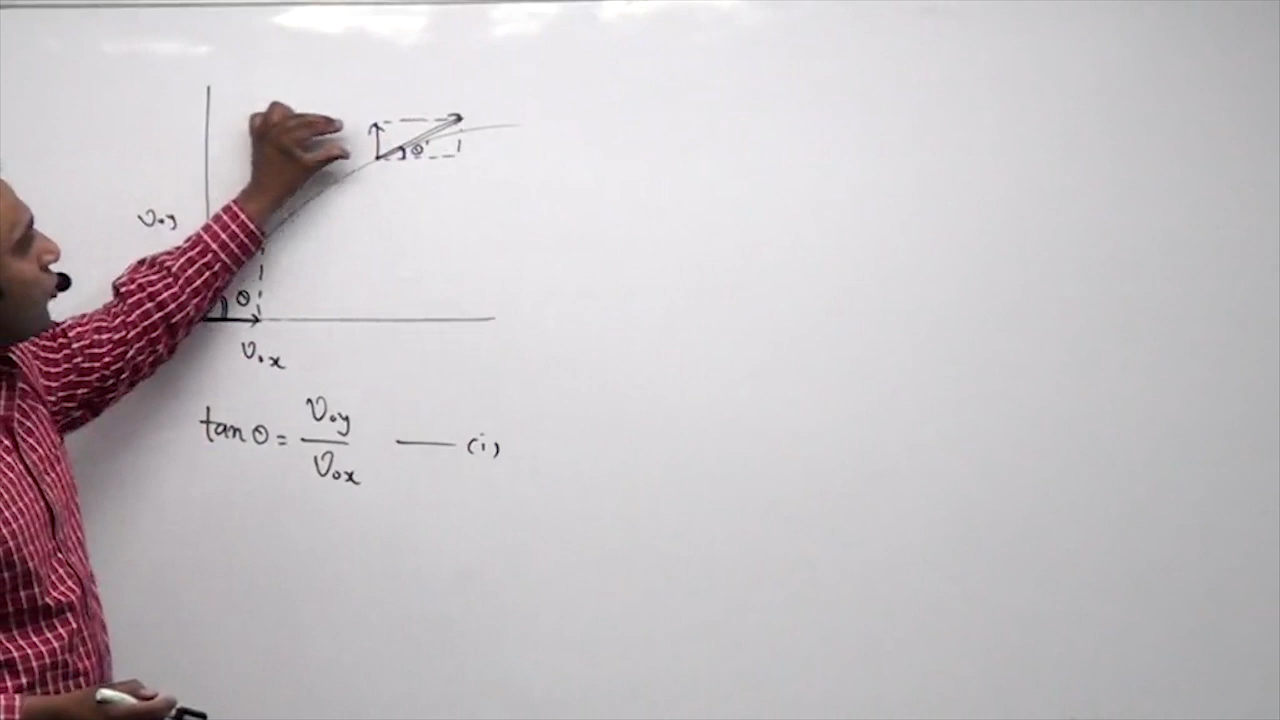 θ'
v₀y
θ
v₀x
tan θ = v₀y / v₀x —— (i)